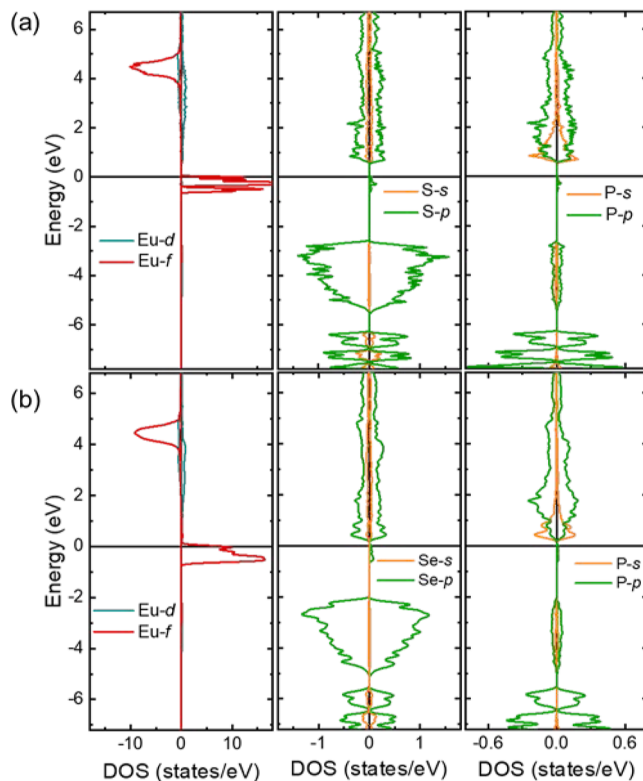 (a)
6
4
2
0
-2
-4
-6
Energy (eV)
Eu-d
Eu-f
S-s
S-p
P-s
P-p
(b)
6
4
2
0
-2
-4
-6
Energy (eV)
Eu-d
Eu-f
Se-s
Se-p
P-s
P-p
-10 0 10
-1 0 1
-0.6 0.0 0.6
DOS (states/eV) DOS (states/eV) DOS (states/eV)